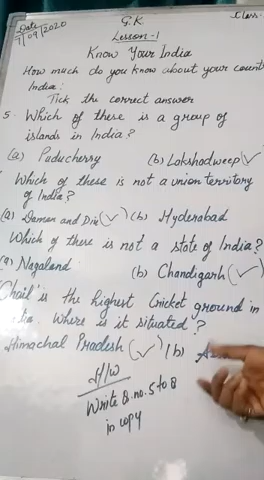 Date
7/09/2020
G.K.
Class-
Lesson-1
Know Your India
How much do you know about your count
India:
Tick the correct answer
5. Which of these is a group of
islands in India?
(a) Puducherry (b) Lakshadweep (✓)
Which of these is not a union territory
of India?
(a) Daman and Diu (✓) (b) Hyderabad
Which of these is not a state of India?
(a) Nagaland
(b) Chandigarh (✓)
Chail is the highest Cricket ground in
dia. Where is it situated?
Himachal Pradesh (✓) (b)
H/W
Write Q. no. 5 to 8
in copy